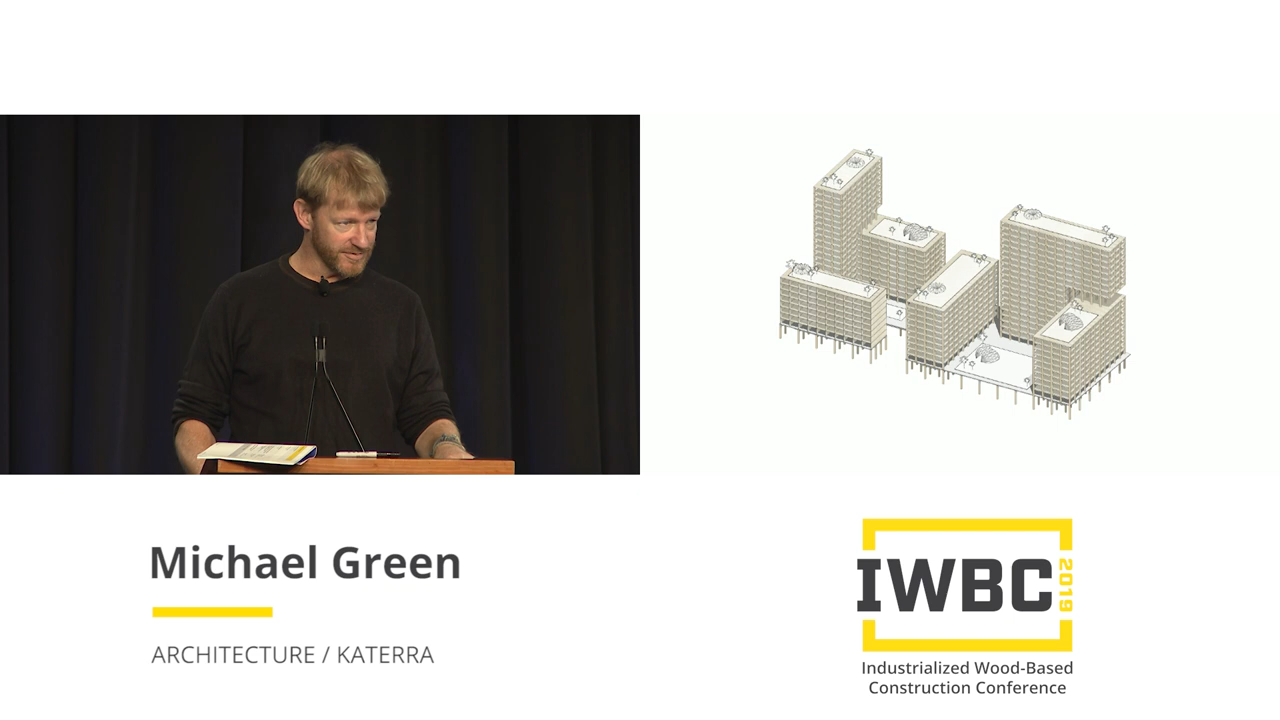 Michael Green
ARCHITECTURE / KATERRA
IWBC 2019
Industrialized Wood-Based
Construction Conference